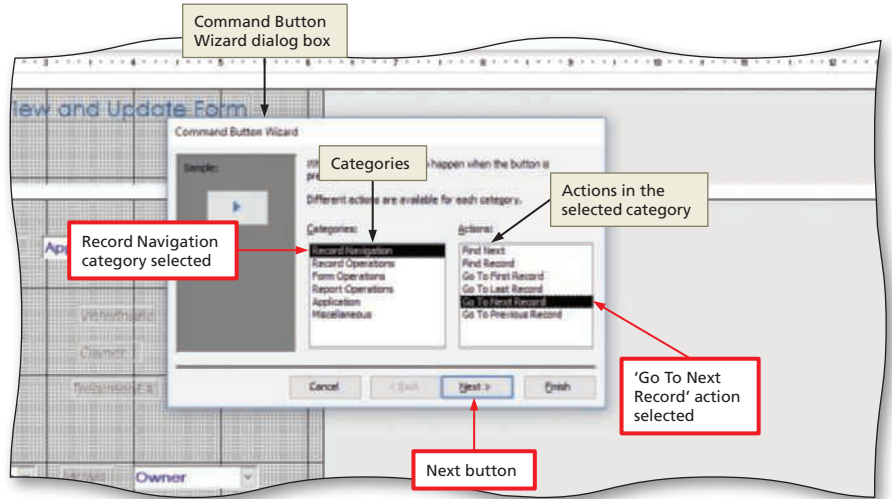 Command Button
Wizard dialog box
iew and Update Form
Command Button Wizard
Sample:
Categories
happen when the button is
Different actions are available for each category.
Actions in the
selected category
Categories:
Actions:
Record Navigation
category selected
Record Navigation
Record Operations
Form Operations
Report Operations
Application
Miscellaneous
Find Next
Find Record
Go To First Record
Go To Last Record
Go To Next Record
Go To Previous Record
App
Owner
Cancel
< Back
Next >
Finish
'Go To Next
Record' action
selected
Next button
Owner